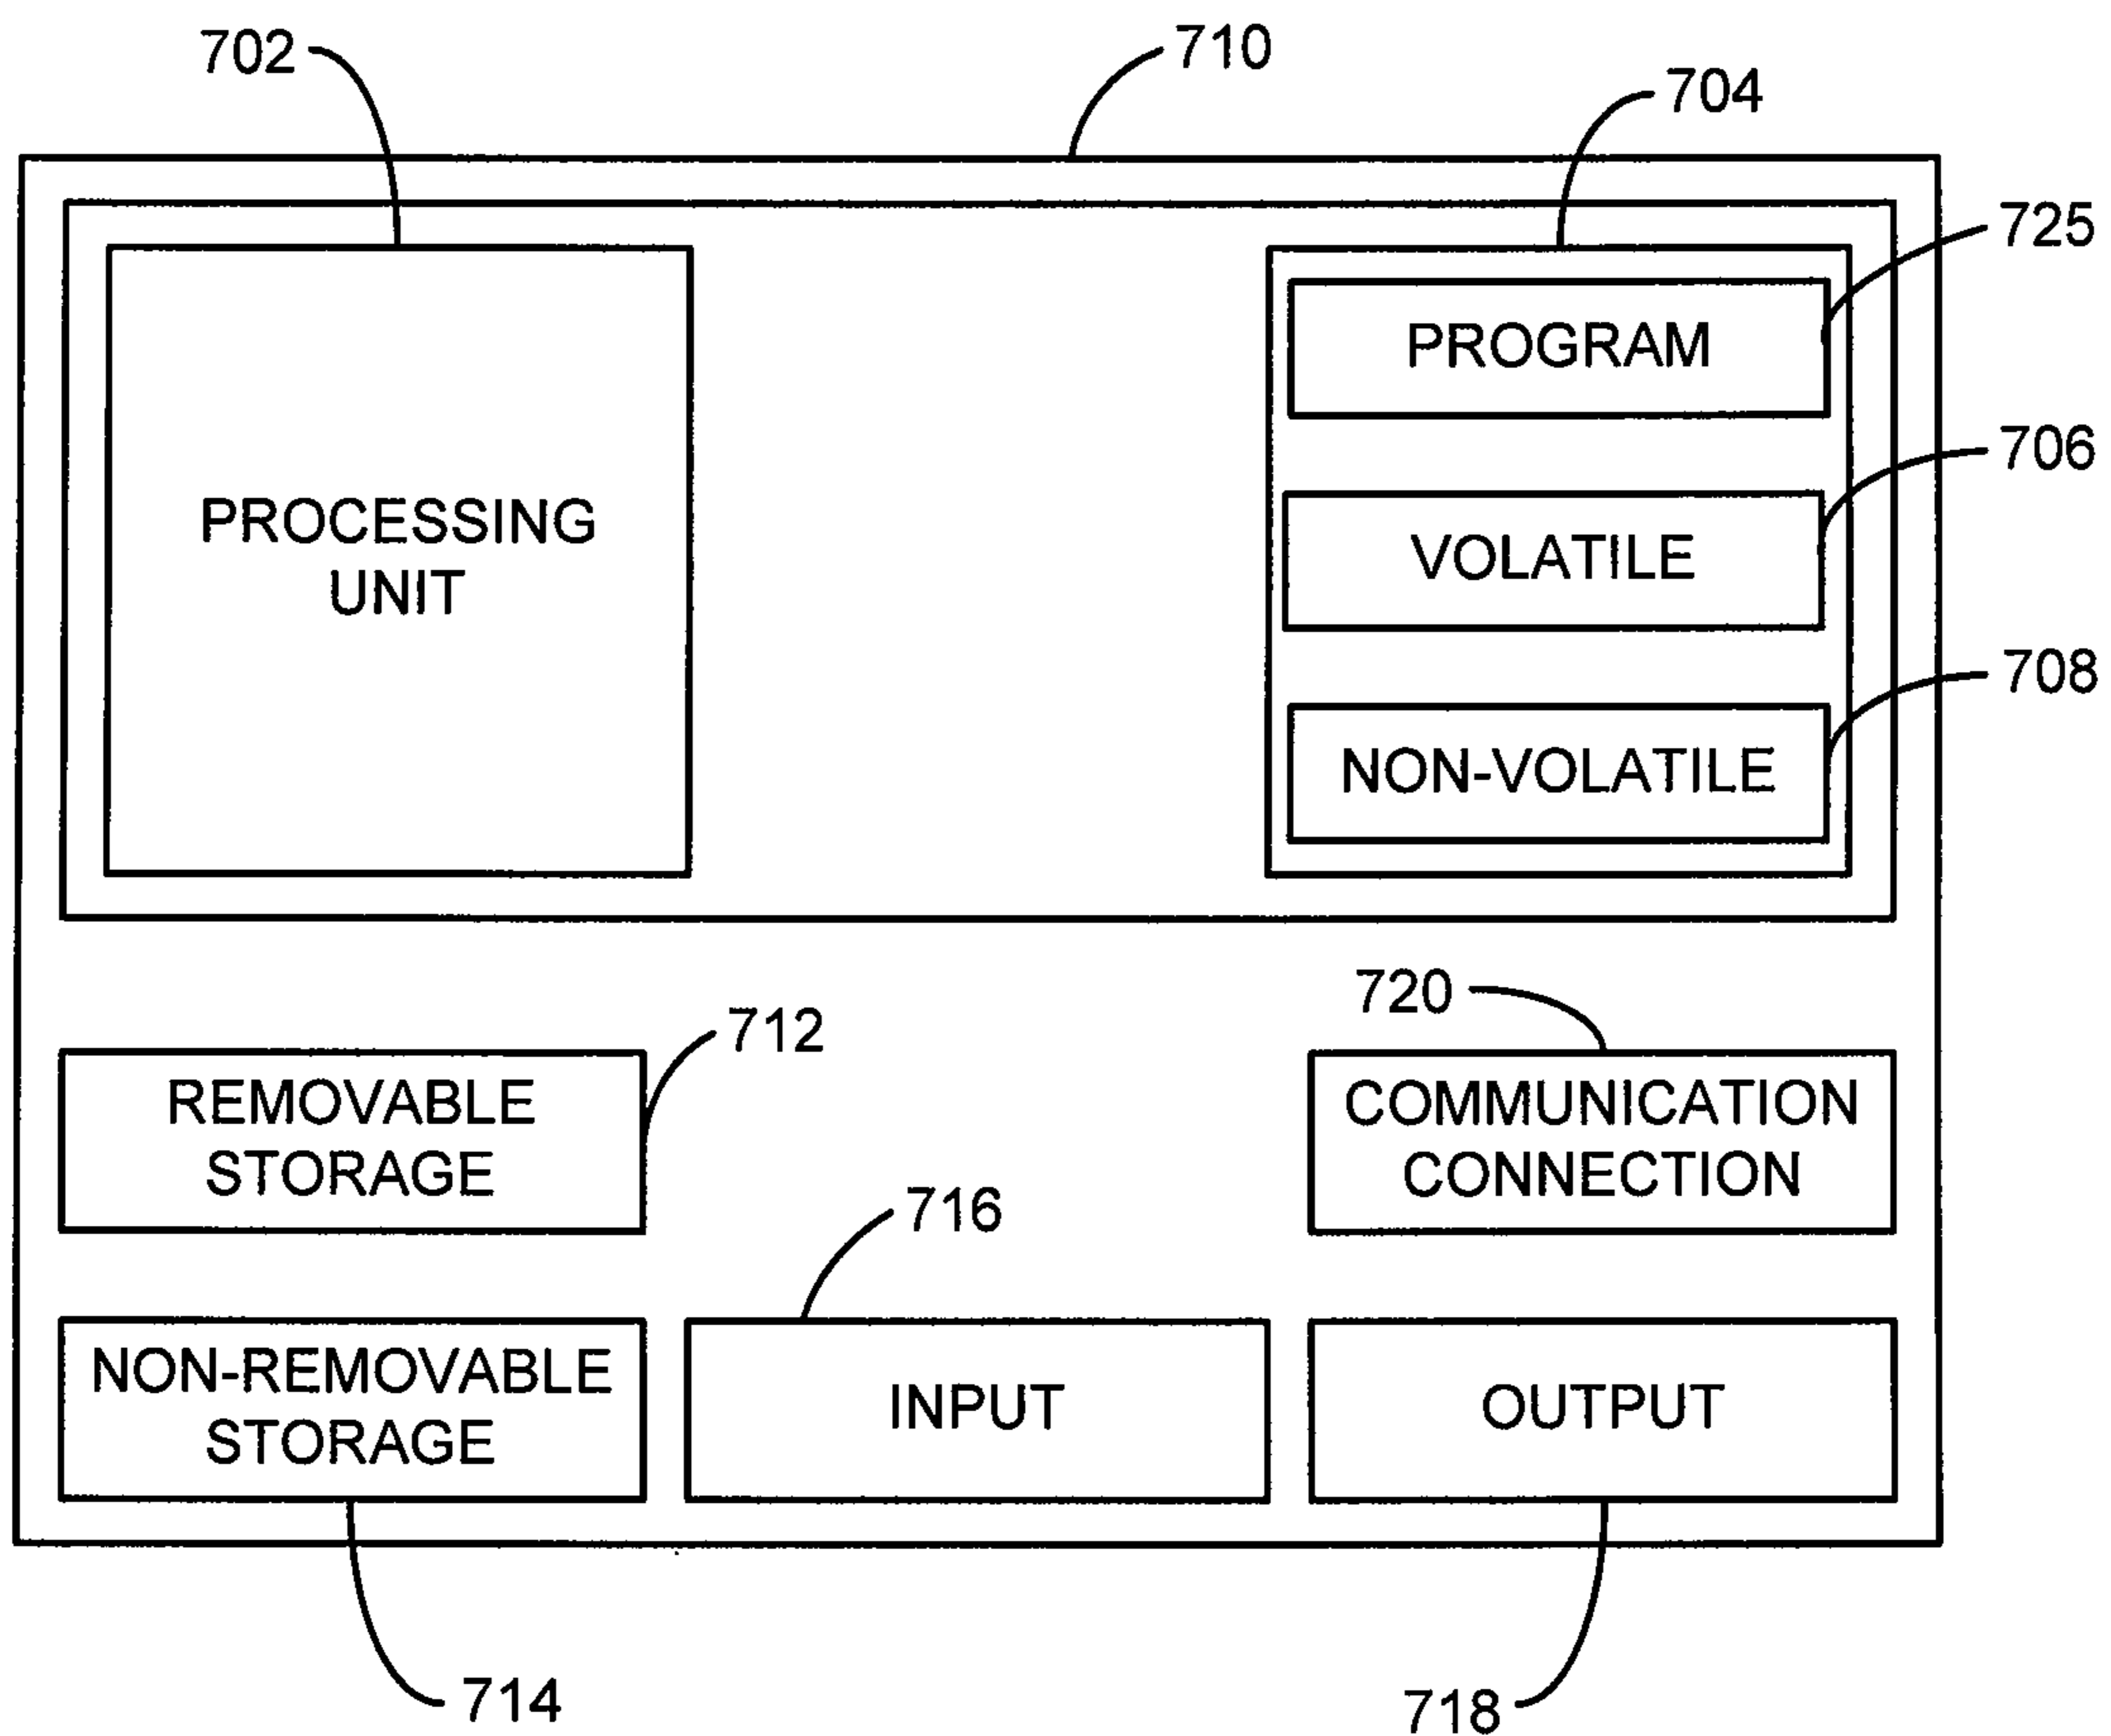 702
710
704
725
PROGRAM
706
PROCESSING
UNIT
VOLATILE
708
NON-VOLATILE
720
712
REMOVABLE
STORAGE
COMMUNICATION
CONNECTION
716
NON-REMOVABLE
STORAGE
INPUT
OUTPUT
714
718